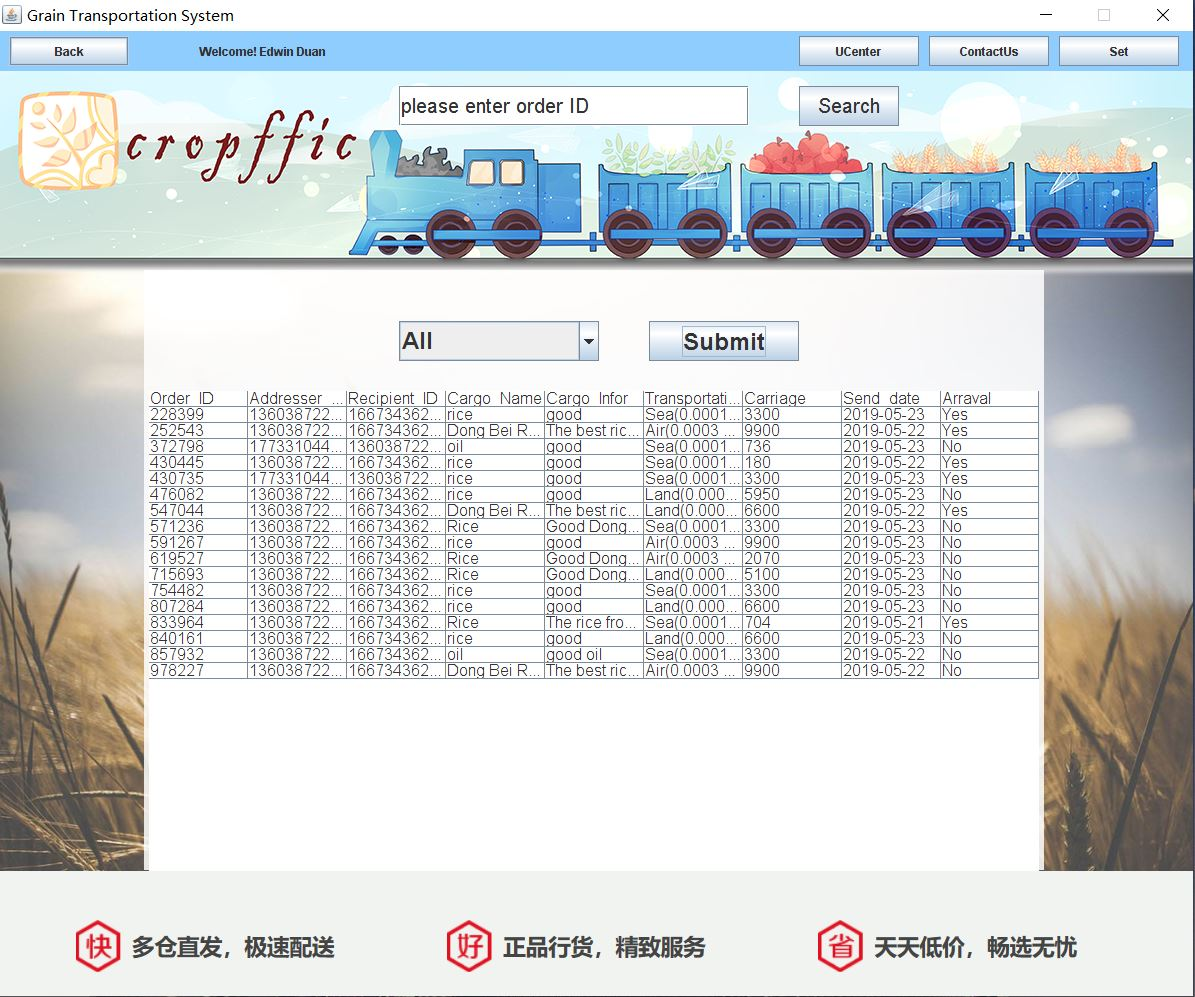 Grain Transportation System
Back Welcome! Edwin Duan UCenter ContactUs Set
please enter order ID Search
cropffic
All Submit
Order_ID Addresser_... Recipient_ID Cargo_Name Cargo_Infor Transportati... Carriage Send_date Arraval
228399 136038722... 166734362... rice good Sea(0.0001... 3300 2019-05-23 Yes
252543 136038722... 166734362... Dong Bei R... The best ric... Air(0.0003 ... 9900 2019-05-22 Yes
372798 177331044... 136038722... oil good Sea(0.0001... 736 2019-05-23 No
430445 136038722... 166734362... rice good Sea(0.0001... 180 2019-05-22 Yes
430735 177331044... 136038722... rice good Sea(0.0001... 3300 2019-05-23 Yes
476082 136038722... 166734362... rice good Land(0.000... 5950 2019-05-23 No
547044 136038722... 166734362... Dong Bei R... The best ric... Land(0.000... 6600 2019-05-22 Yes
571236 136038722... 166734362... Rice Good Dong... Sea(0.0001... 3300 2019-05-23 No
591267 136038722... 166734362... rice good Air(0.0003 ... 9900 2019-05-23 No
619527 136038722... 166734362... Rice Good Dong... Air(0.0003 ... 2070 2019-05-23 No
715693 136038722... 166734362... Rice Good Dong... Land(0.000... 5100 2019-05-23 No
754482 136038722... 166734362... rice good Sea(0.0001... 3300 2019-05-23 No
807284 136038722... 166734362... rice good Land(0.000... 6600 2019-05-23 No
833964 136038722... 166734362... Rice The rice fro... Sea(0.0001... 704 2019-05-21 Yes
840161 136038722... 166734362... rice good Land(0.000... 6600 2019-05-23 No
857932 136038722... 166734362... oil good oil Sea(0.0001... 3300 2019-05-22 No
978227 136038722... 166734362... Dong Bei R... The best ric... Air(0.0003 ... 9900 2019-05-22 No
快 多仓直发，极速配送 好 正品行货，精致服务 省 天天低价，畅选无忧